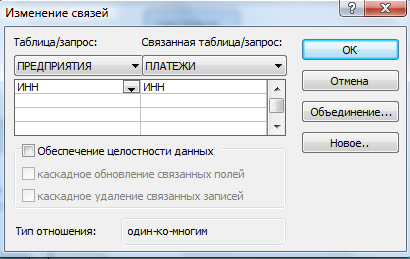 Изменение связей
Таблица/запрос: Связанная таблица/запрос:
ПРЕДПРИЯТИЯ ПЛАТЕЖИ
ИНН ИНН
Обеспечение целостности данных
каскадное обновление связанных полей
каскадное удаление связанных записей
Тип отношения: один-ко-многим
ОК
Отмена
Объединение...
Новое..